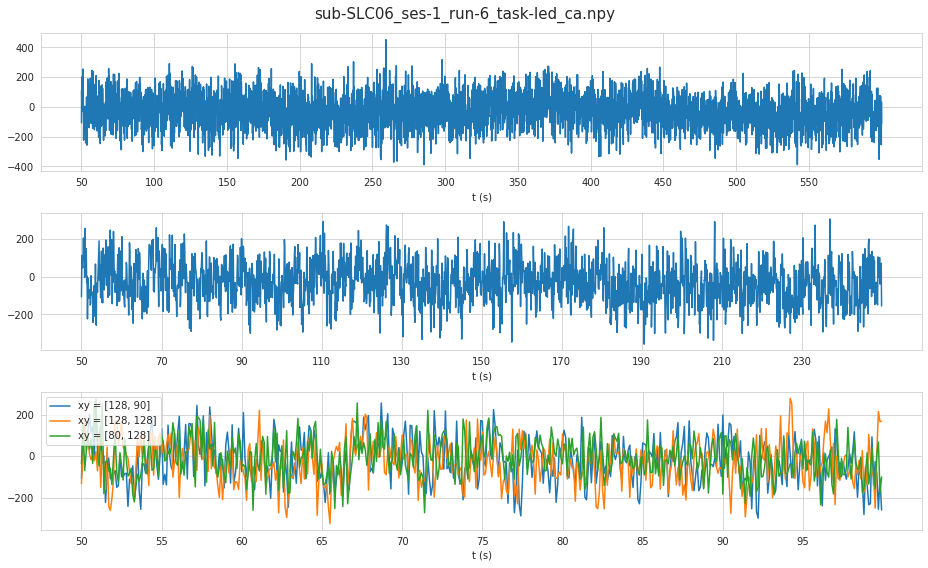 sub-SLC06_ses-1_run-6_task-led_ca.npy
400
200
0
−200
−400
50 100 150 200 250 300 350 400 450 500 550
t (s)
200
0
−200
50 70 90 110 130 150 170 190 210 230
t (s)
xy = [128, 90]
xy = [128, 128]
xy = [80, 128]
200
0
−200
50 55 60 65 70 75 80 85 90 95
t (s)